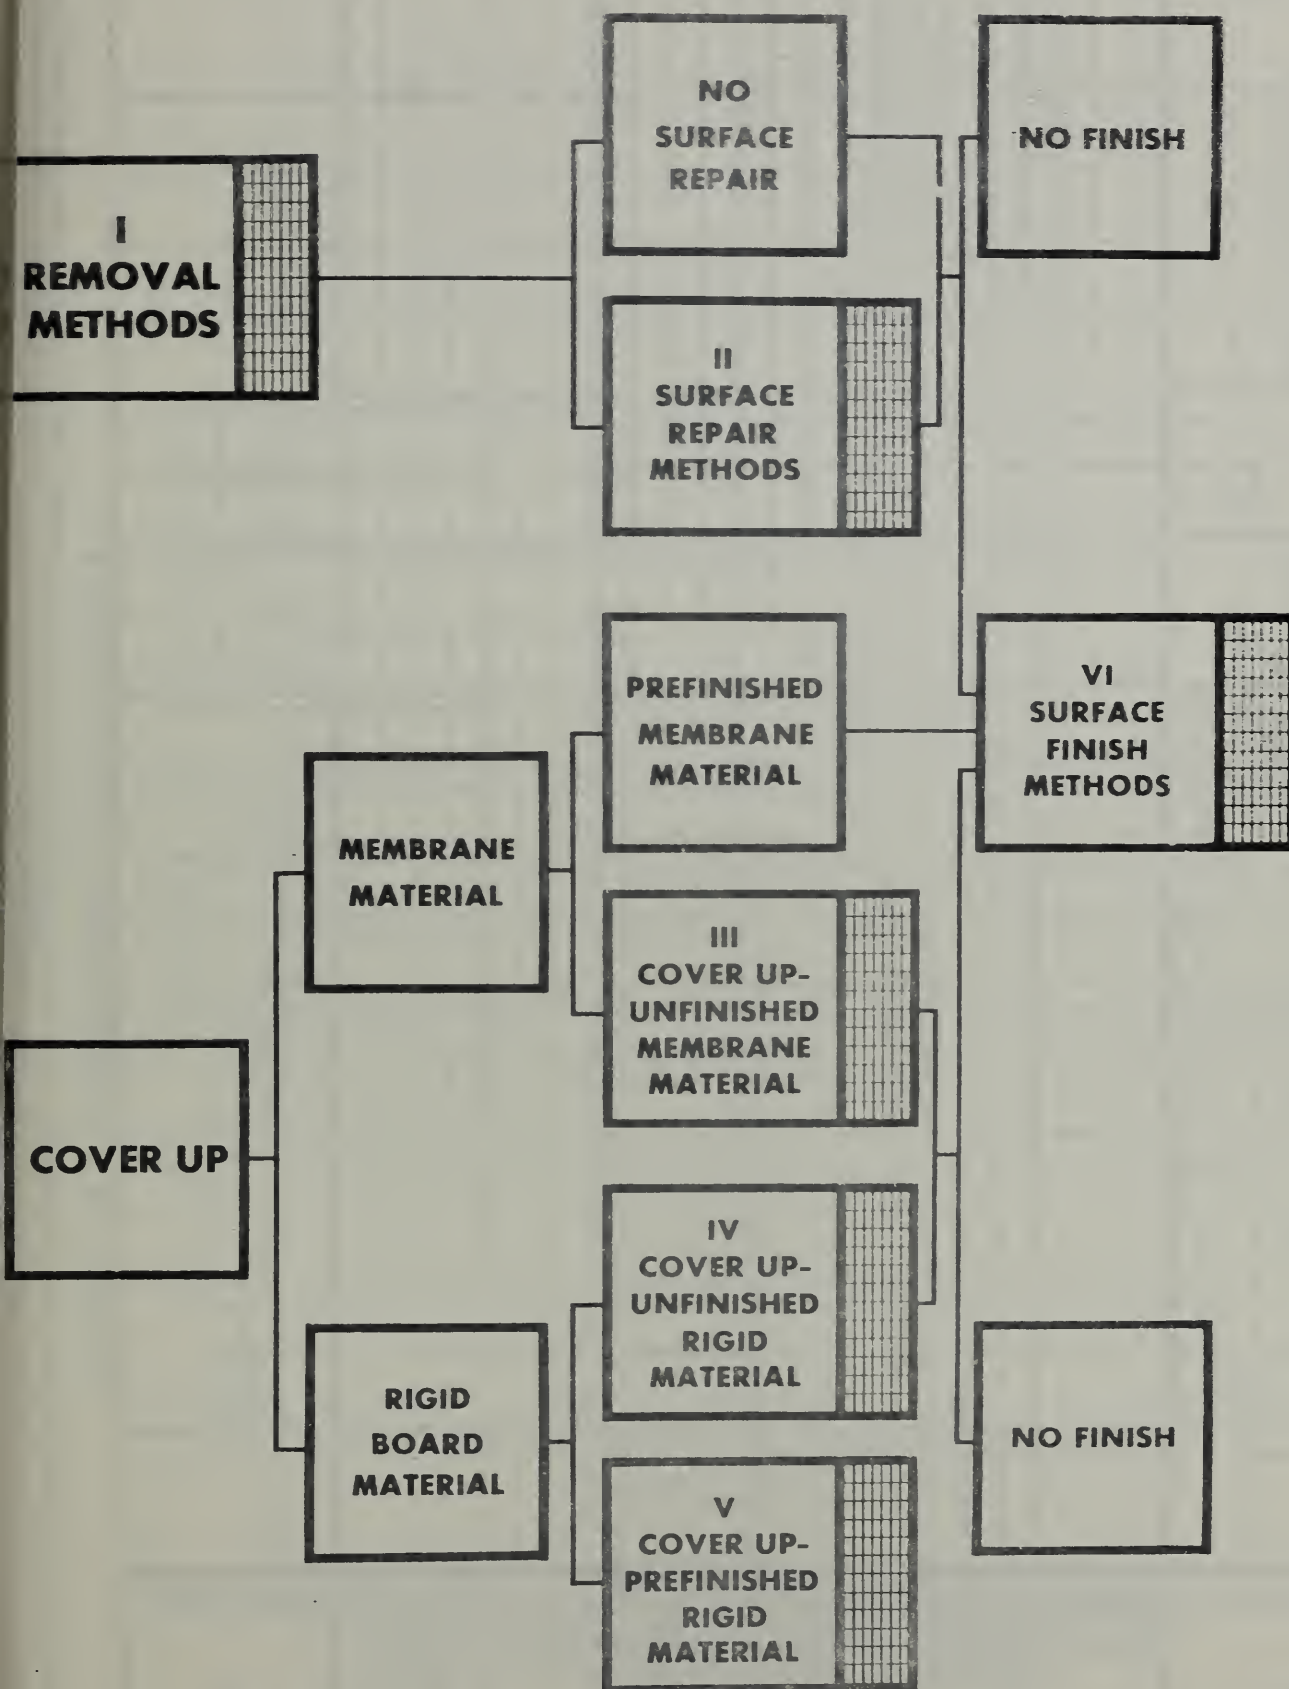 I
REMOVAL
METHODS
NO
SURFACE
REPAIR
II
SURFACE
REPAIR
METHODS
NO FINISH
COVER UP
MEMBRANE
MATERIAL
RIGID
BOARD
MATERIAL
PREFINISHED
MEMBRANE
MATERIAL
III
COVER UP-
UNFINISHED
MEMBRANE
MATERIAL
IV
COVER UP-
UNFINISHED
RIGID
MATERIAL
V
COVER UP-
PREFINISHED
RIGID
MATERIAL
VI
SURFACE
FINISH
METHODS
NO FINISH